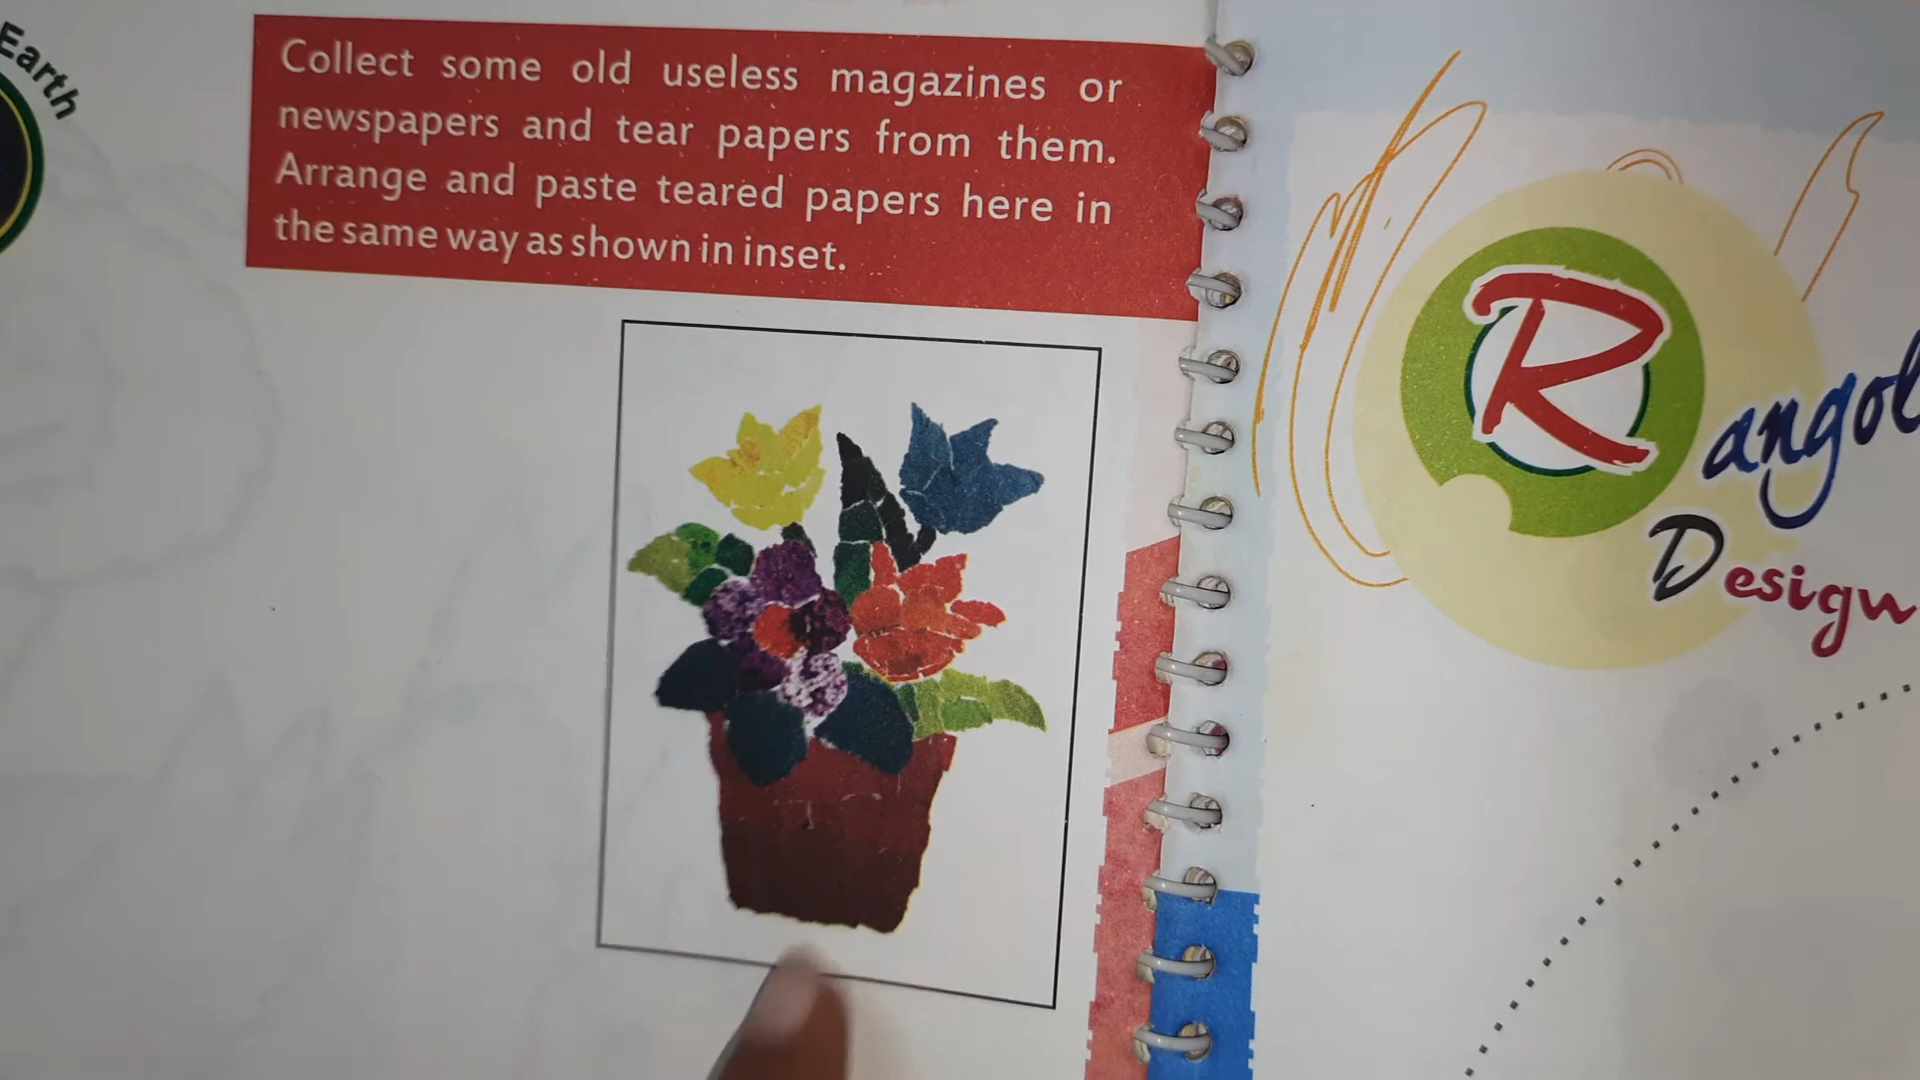 Earth
Collect some old useless magazines or
newspapers and tear papers from them.
Arrange and paste teared papers here in
the same way as shown in inset.
Rangol
Design